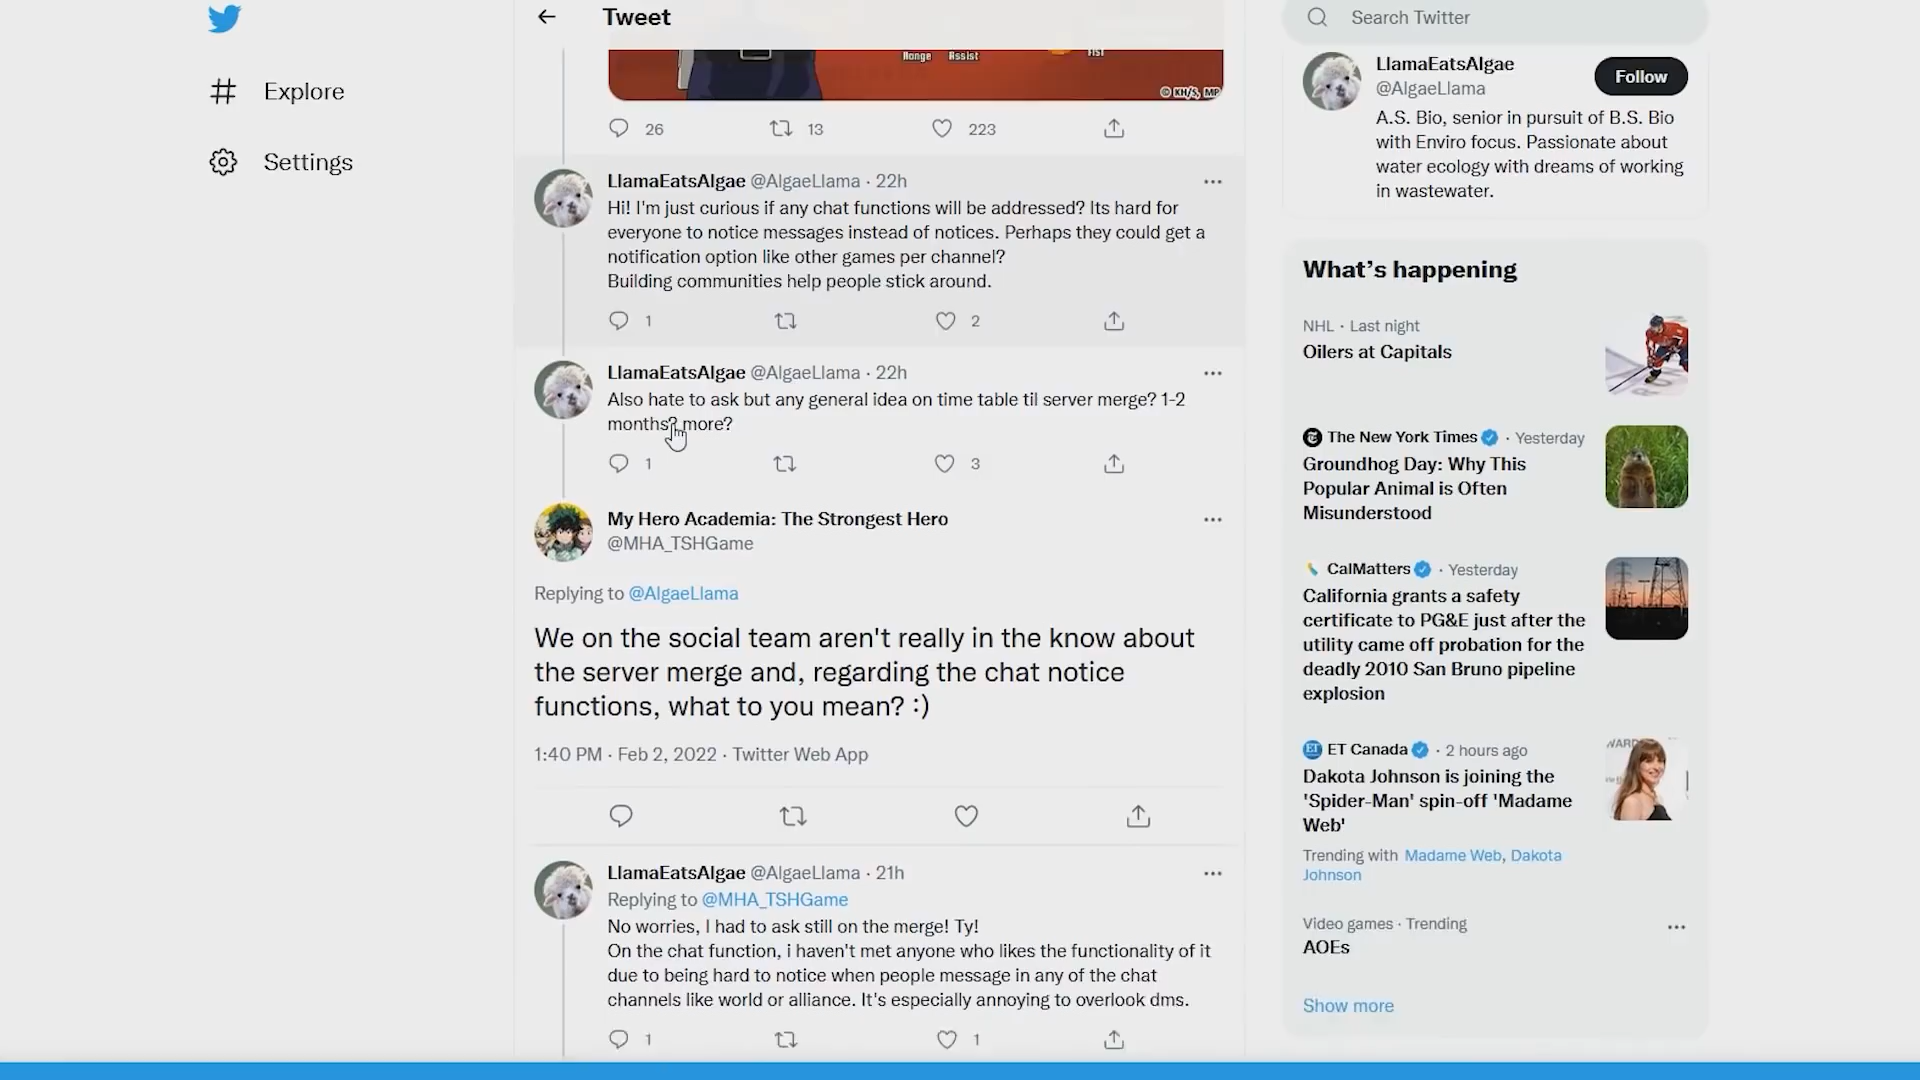 Explore
Settings
Tweet
Range Assist Fist
© KH/S, MP
26 13 223
LlamaEatsAlgae @AlgaeLlama · 22h
Hi! I'm just curious if any chat functions will be addressed? Its hard for
everyone to notice messages instead of notices. Perhaps they could get a
notification option like other games per channel?
Building communities help people stick around.
1 2
LlamaEatsAlgae @AlgaeLlama · 22h
Also hate to ask but any general idea on time table til server merge? 1-2
months? more?
1 3
My Hero Academia: The Strongest Hero
@MHA_TSHGame
Replying to @AlgaeLlama
We on the social team aren't really in the know about
the server merge and, regarding the chat notice
functions, what to you mean? :)
1:40 PM · Feb 2, 2022 · Twitter Web App
LlamaEatsAlgae @AlgaeLlama · 21h
Replying to @MHA_TSHGame
No worries, I had to ask still on the merge! Ty!
On the chat function, i haven't met anyone who likes the functionality of it
due to being hard to notice when people message in any of the chat
channels like world or alliance. It's especially annoying to overlook dms.
1 1
Search Twitter
LlamaEatsAlgae
@AlgaeLlama
Follow
A.S. Bio, senior in pursuit of B.S. Bio
with Enviro focus. Passionate about
water ecology with dreams of working
in wastewater.
What's happening
NHL · Last night
Oilers at Capitals
The New York Times · Yesterday
Groundhog Day: Why This
Popular Animal is Often
Misunderstood
CalMatters · Yesterday
California grants a safety
certificate to PG&E just after the
utility came off probation for the
deadly 2010 San Bruno pipeline
explosion
ET Canada · 2 hours ago
Dakota Johnson is joining the
'Spider-Man' spin-off 'Madame
Web'
Trending with Madame Web, Dakota
Johnson
Video games · Trending
AOEs
Show more